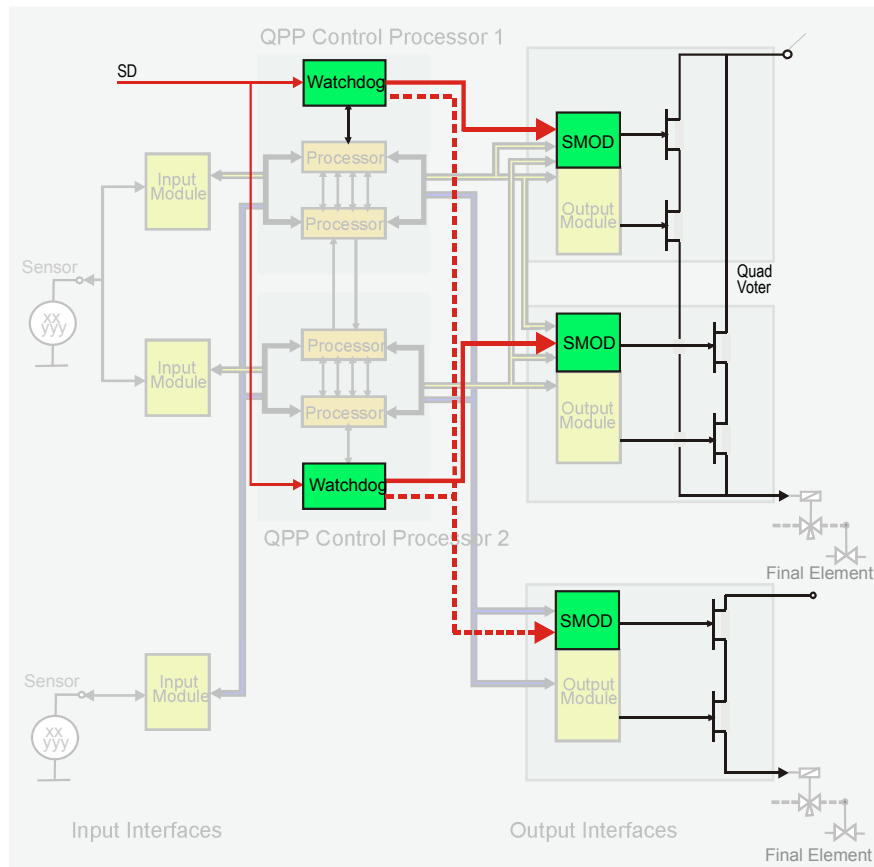 QPP Control Processor 1
SD
Watchdog
SMOD
Processor
Input
Module
Output
Module
Processor
Sensor
xx
yyy
Quad
Voter
SMOD
Processor
Input
Module
Processor
Output
Module
Watchdog
QPP Control Processor 2
Final Element
SMOD
Sensor
Input
Module
Output
Module
xx
yyy
Input Interfaces
Output Interfaces
Final Element